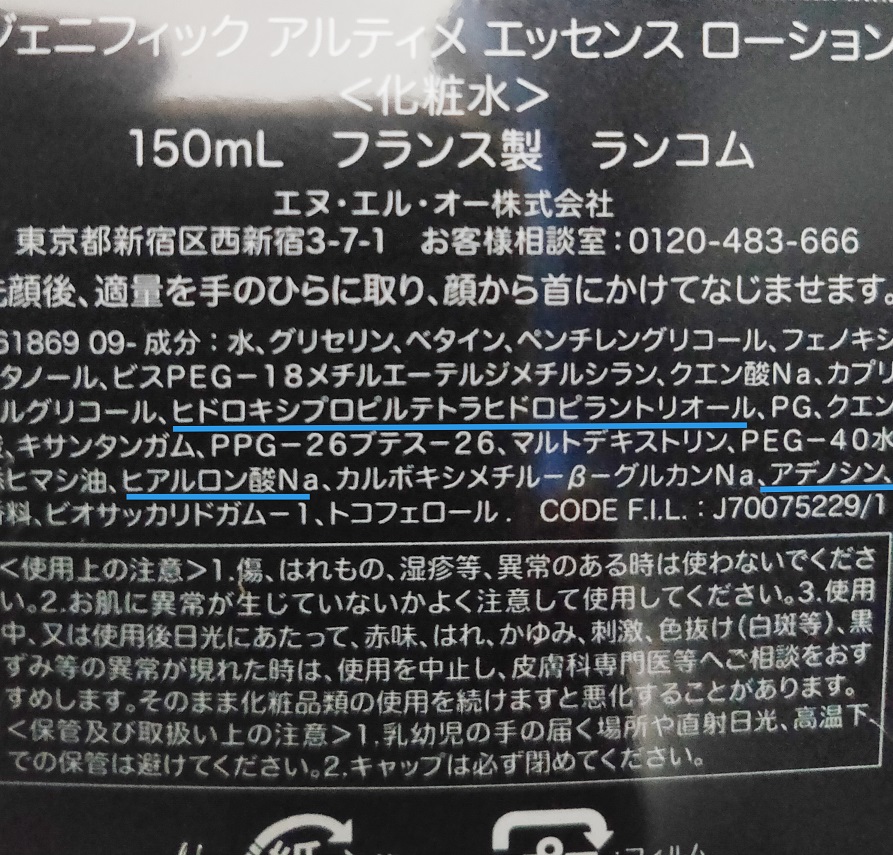 ジェニフィック アルティメ エッセンス ローション
<化粧水>
150mL フランス製 ランコム
エヌ・エル・オー株式会社
東京都新宿区西新宿3-7-1 お客様相談室:0120-483-666
洗顔後、適量を手のひらに取り、顔から首にかけてなじませます。
61869 09- 成分:水、グリセリン、ベタイン、ペンチレングリコール、フェノキシ
タノール、ビスPEG-18メチルエーテルジメチルシラン、クエン酸Na、カプリ
ルグリコール、ヒドロキシプロピルテトラヒドロピラントリオール、PG、クエン
、キサンタンガム、PPG-26ブテス-26、マルトデキストリン、PEG-40水
ヒマシ油、ヒアルロン酸Na、カルボキシメチル-β-グルカンNa、アデノシン、
香料、ビオサッカリドガム-1、トコフェロール. CODE F.I.L.:J70075229/1
<使用上の注意>1.傷、はれもの、湿疹等、異常のある時は使わないでくださ
い。2.お肌に異常が生じていないかよく注意して使用してください。3.使用
中、又は使用後日光にあたって、赤味、はれ、かゆみ、刺激、色抜け(白斑等)、黒
ずみ等の異常が現れた時は、使用を中止し、皮膚科専門医等へご相談をおす
すめします。そのまま化粧品類の使用を続けますと悪化することがあります。
<保管及び取扱い上の注意>1.乳幼児の手の届く場所や直射日光、高温下
での保管は避けてください。2.キャップは必ず閉めてください。